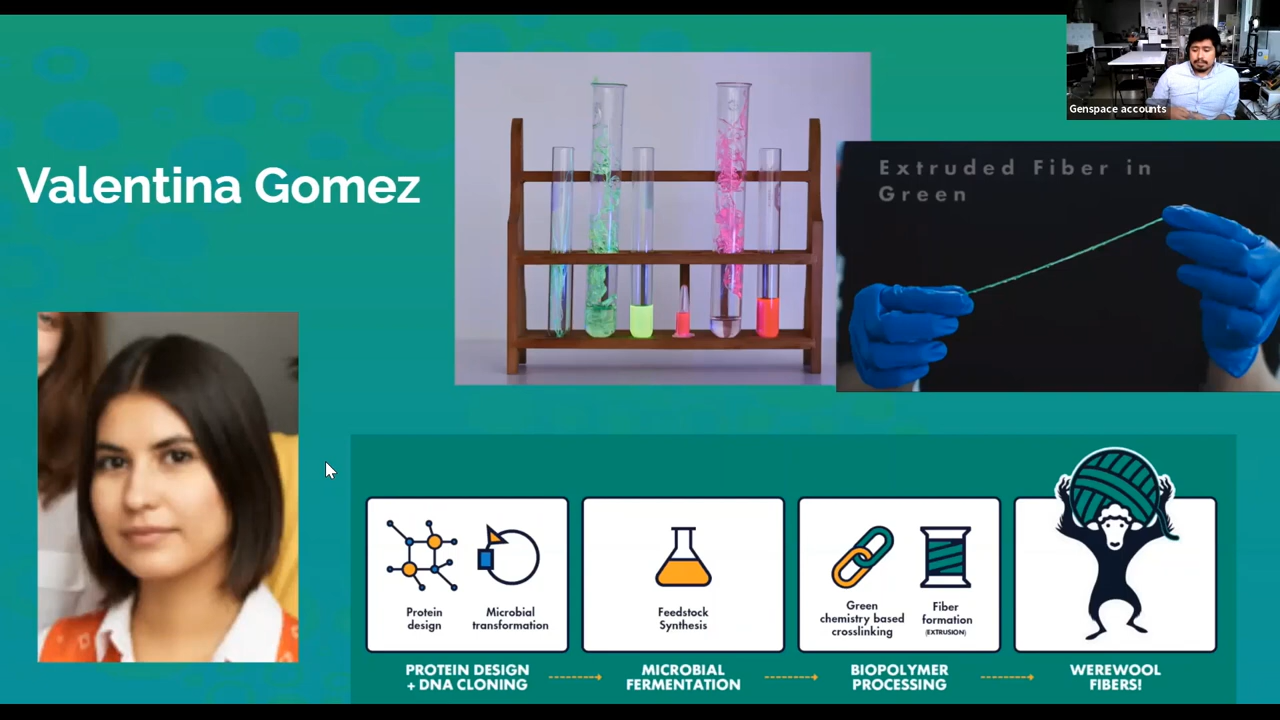 Genspace accounts
Valentina Gomez
Extruded Fiber in
Green
Protein
design
Microbial
transformation
Feedstock
Synthesis
Green
chemistry based
crosslinking
Fiber
formation
(EXTRUSION)
PROTEIN DESIGN
+ DNA CLONING
MICROBIAL
FERMENTATION
BIOPOLYMER
PROCESSING
WEREWOOL
FIBERS!